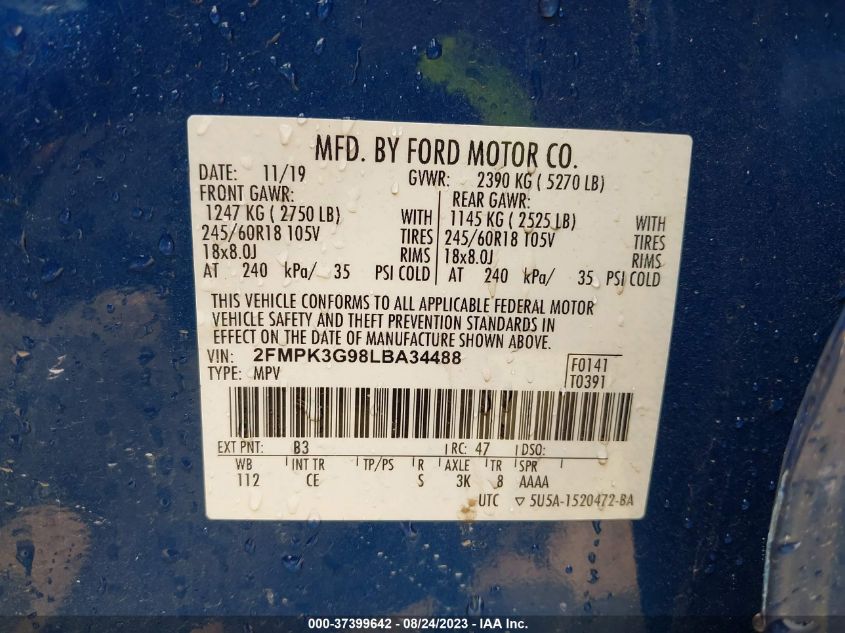 MFD. BY FORD MOTOR CO.
DATE: 11/19 GVWR: 2390 KG ( 5270 LB)
FRONT GAWR: REAR GAWR:
1247 KG ( 2750 LB) WITH 1145 KG ( 2525 LB) WITH
245/60R18 105V TIRES 245/60R18 105V TIRES
18x8.0J RIMS 18x8.0J RIMS
AT 240 kPa/ 35 PSI COLD AT 240 kPa/ 35 PSI COLD
THIS VEHICLE CONFORMS TO ALL APPLICABLE FEDERAL MOTOR
VEHICLE SAFETY AND THEFT PREVENTION STANDARDS IN
EFFECT ON THE DATE OF MANUFACTURE SHOWN ABOVE.
VIN: 2FMPK3G98LBA34488 F0141
TYPE: MPV T0391
EXT PNT: B3 RC: 47 DSO:
WB INT TR TP/PS R AXLE TR SPR
112 CE S 3K 8 AAAA
UTC ▽ 5U5A-1520472-BA
000-37399642 - 08/24/2023 - IAAI.com